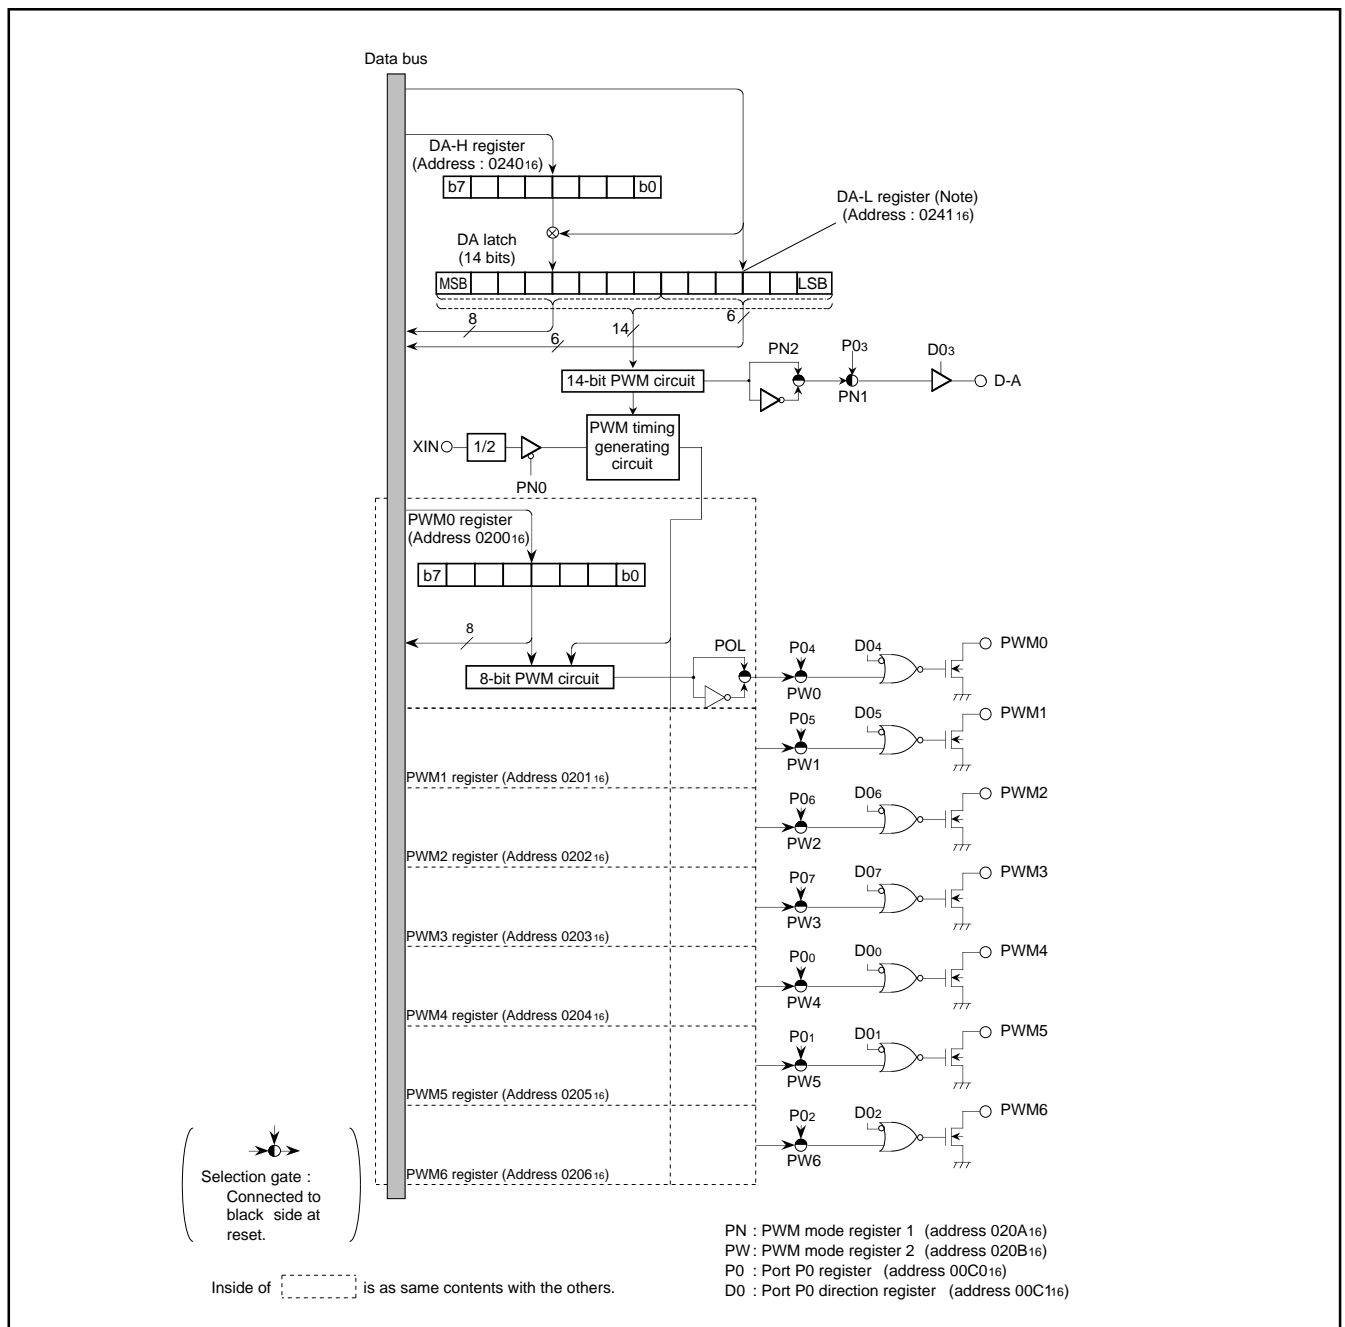 Data bus
DA-H register
(Address : 0240₁₆)
b7 b0
DA-L register (Note)
(Address : 0241₁₆)
DA latch
(14 bits)
MSB LSB
8 14 6
6
PN2 P0₃ D0₃
14-bit PWM circuit
D-A
PN1
PWM timing
generating
circuit
XIN 1/2
PN0
PWM0 register
(Address 0200₁₆)
b7 b0
8
POL P0₄ D0₄ PWM0
8-bit PWM circuit
PW0
P0₅ D0₅ PWM1
PW1
PWM1 register (Address 0201₁₆)
P0₆ D0₆ PWM2
PW2
PWM2 register (Address 0202₁₆)
P0₇ D0₇ PWM3
PW3
PWM3 register (Address 0203₁₆)
P0₀ D0₀ PWM4
PW4
PWM4 register (Address 0204₁₆)
P0₁ D0₁ PWM5
PW5
PWM5 register (Address 0205₁₆)
P0₂ D0₂ PWM6
PW6
PWM6 register (Address 0206₁₆)
Selection gate :
Connected to
black side at
reset.
Inside of is as same contents with the others.
PN : PWM mode register 1 (address 020A₁₆)
PW : PWM mode register 2 (address 020B₁₆)
P0 : Port P0 register (address 00C0₁₆)
D0 : Port P0 direction register (address 00C1₁₆)